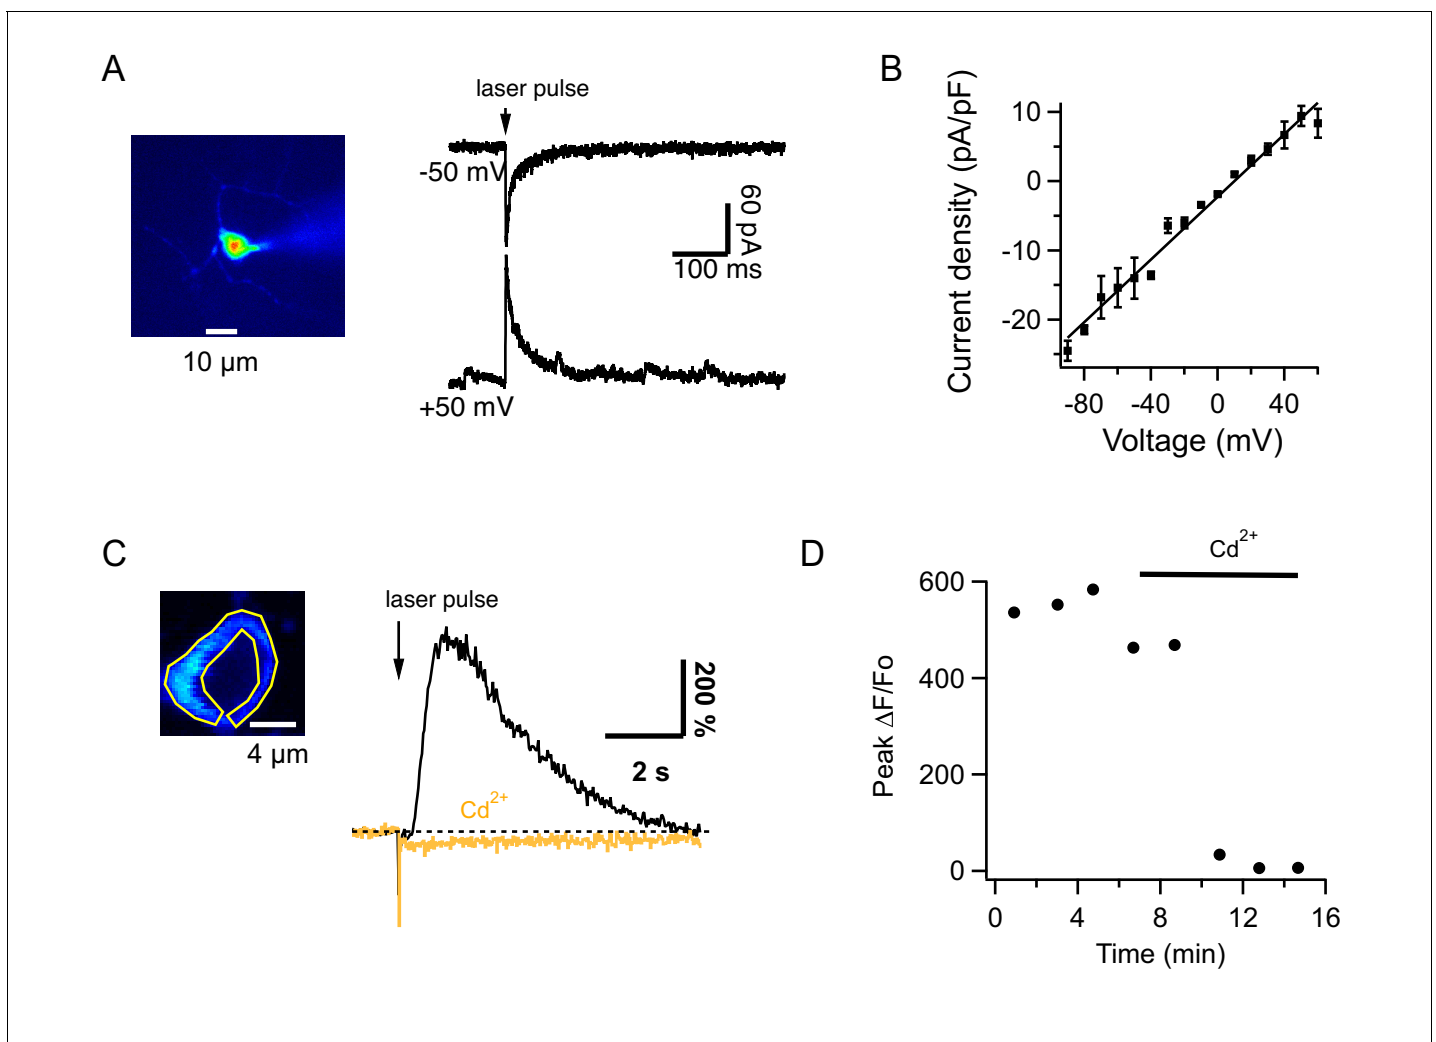 A
laser pulse
-50 mV
60 pA
100 ms
+50 mV
10 µm
B
Current density (pA/pF)
10
0
-10
-20
-80
-40
0
40
Voltage (mV)
C
laser pulse
4 µm
200 %
2 s
Cd2+
D
Cd2+
Peak ΔF/Fo
600
400
200
0
0
4
8
12
16
Time (min)